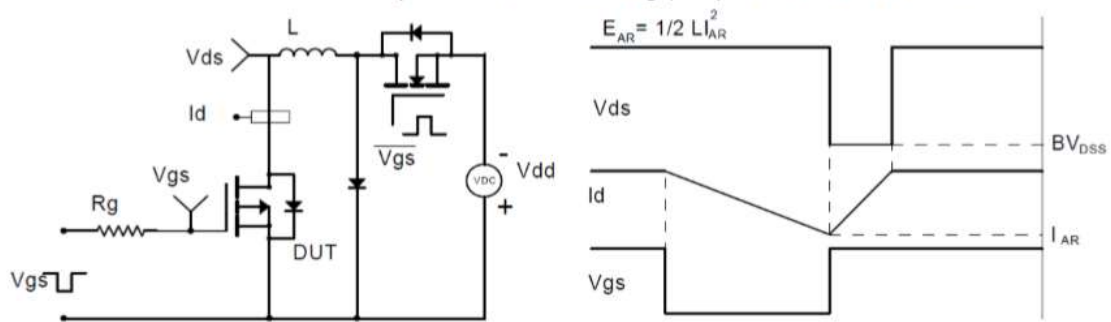 L
Vds
Id
Vgs
Vdd
-
VDC
+
Vgs
Rg
DUT
Vgs
E_AR = 1/2 LI_AR^2
Vds
BV_DSS
Id
I_AR
Vgs